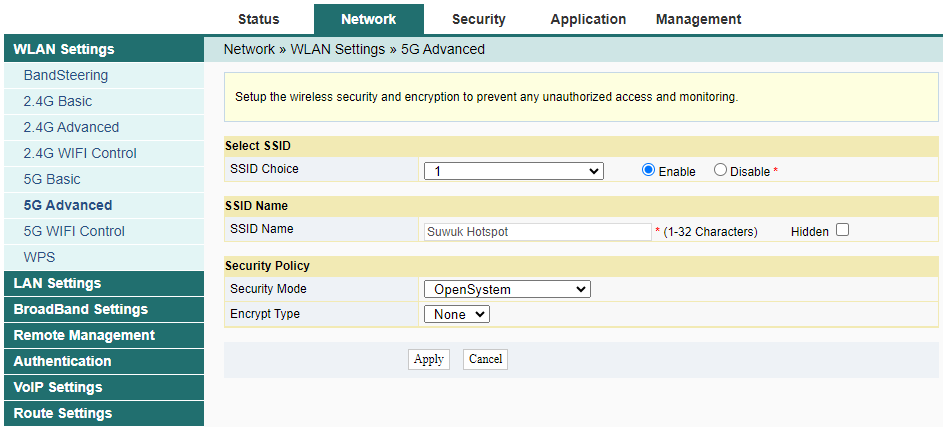 Status Network Security Application Management
WLAN Settings
Network » WLAN Settings » 5G Advanced
BandSteering
2.4G Basic
2.4G Advanced
2.4G WIFI Control
5G Basic
5G Advanced
5G WIFI Control
WPS
LAN Settings
BroadBand Settings
Remote Management
Authentication
VoIP Settings
Route Settings
Setup the wireless security and encryption to prevent any unauthorized access and monitoring.
Select SSID
SSID Choice 1 Enable Disable *
SSID Name
SSID Name Suwuk Hotspot * (1-32 Characters) Hidden
Security Policy
Security Mode OpenSystem
Encrypt Type None
Apply Cancel